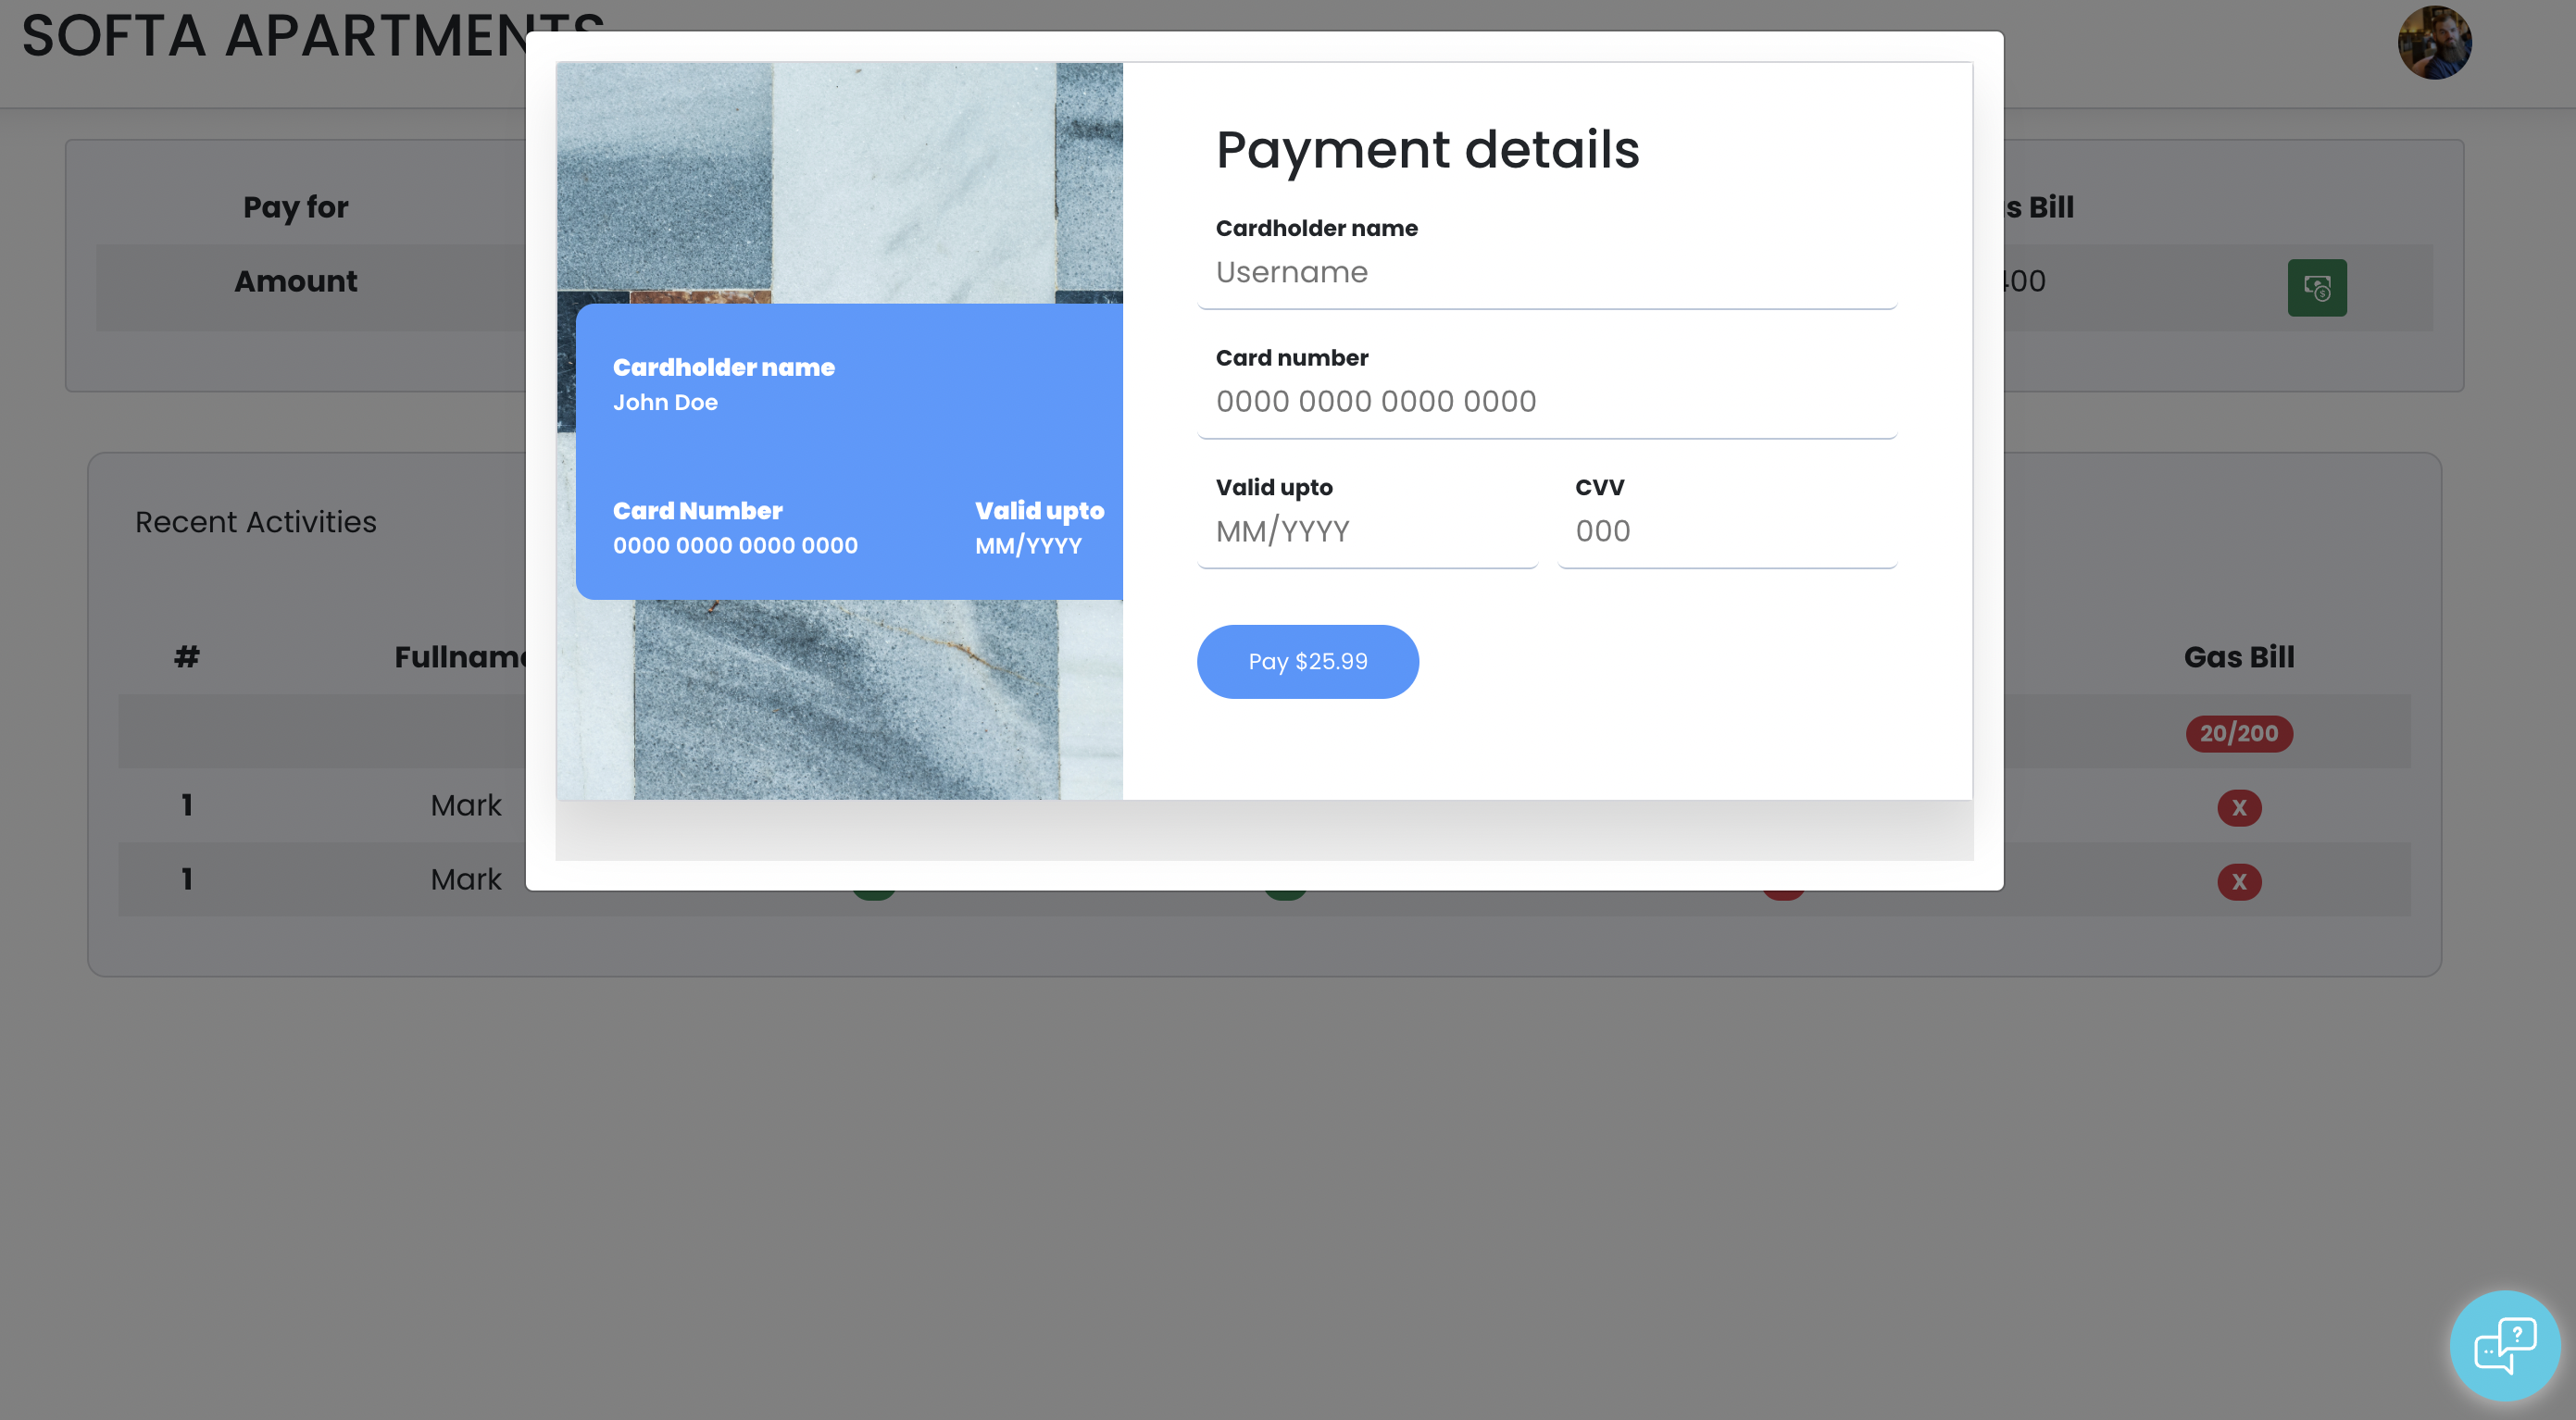 SOFTA APARTMENTS
Pay for
s Bill
Amount
400
Recent Activities
# Fullname Gas Bill
20/200
1 Mark X
1 Mark X
Cardholder name
John Doe
Card Number Valid upto
0000 0000 0000 0000 MM/YYYY
Payment details
Cardholder name
Username
Card number
0000 0000 0000 0000
Valid upto CVV
MM/YYYY 000
Pay $25.99